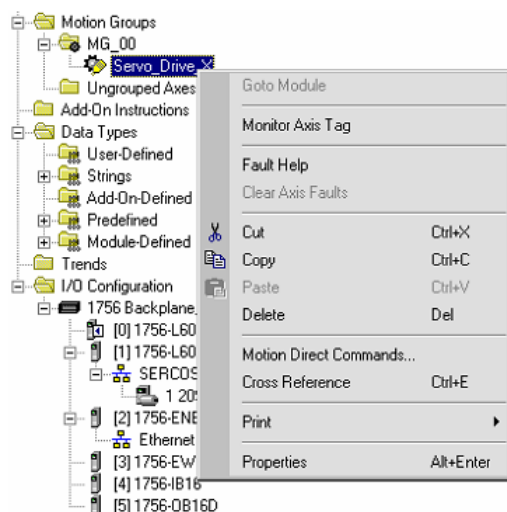 Motion Groups
MG_00
Servo_Drive_X
Ungrouped Axes
Add-On Instructions
Data Types
User-Defined
Strings
Add-On-Defined
Predefined
Module-Defined
Trends
I/O Configuration
1756 Backplane,
[0] 1756-L60
[1] 1756-L60
SERCOS
1 20
[2] 1756-ENE
Ethernet
[3] 1756-EW
[4] 1756-IB16
[5] 1756-OB16D
Goto Module
Monitor Axis Tag
Fault Help
Clear Axis Faults
Cut Ctrl+X
Copy Ctrl+C
Paste Ctrl+V
Delete Del
Motion Direct Commands...
Cross Reference Ctrl+E
Print
Properties Alt+Enter